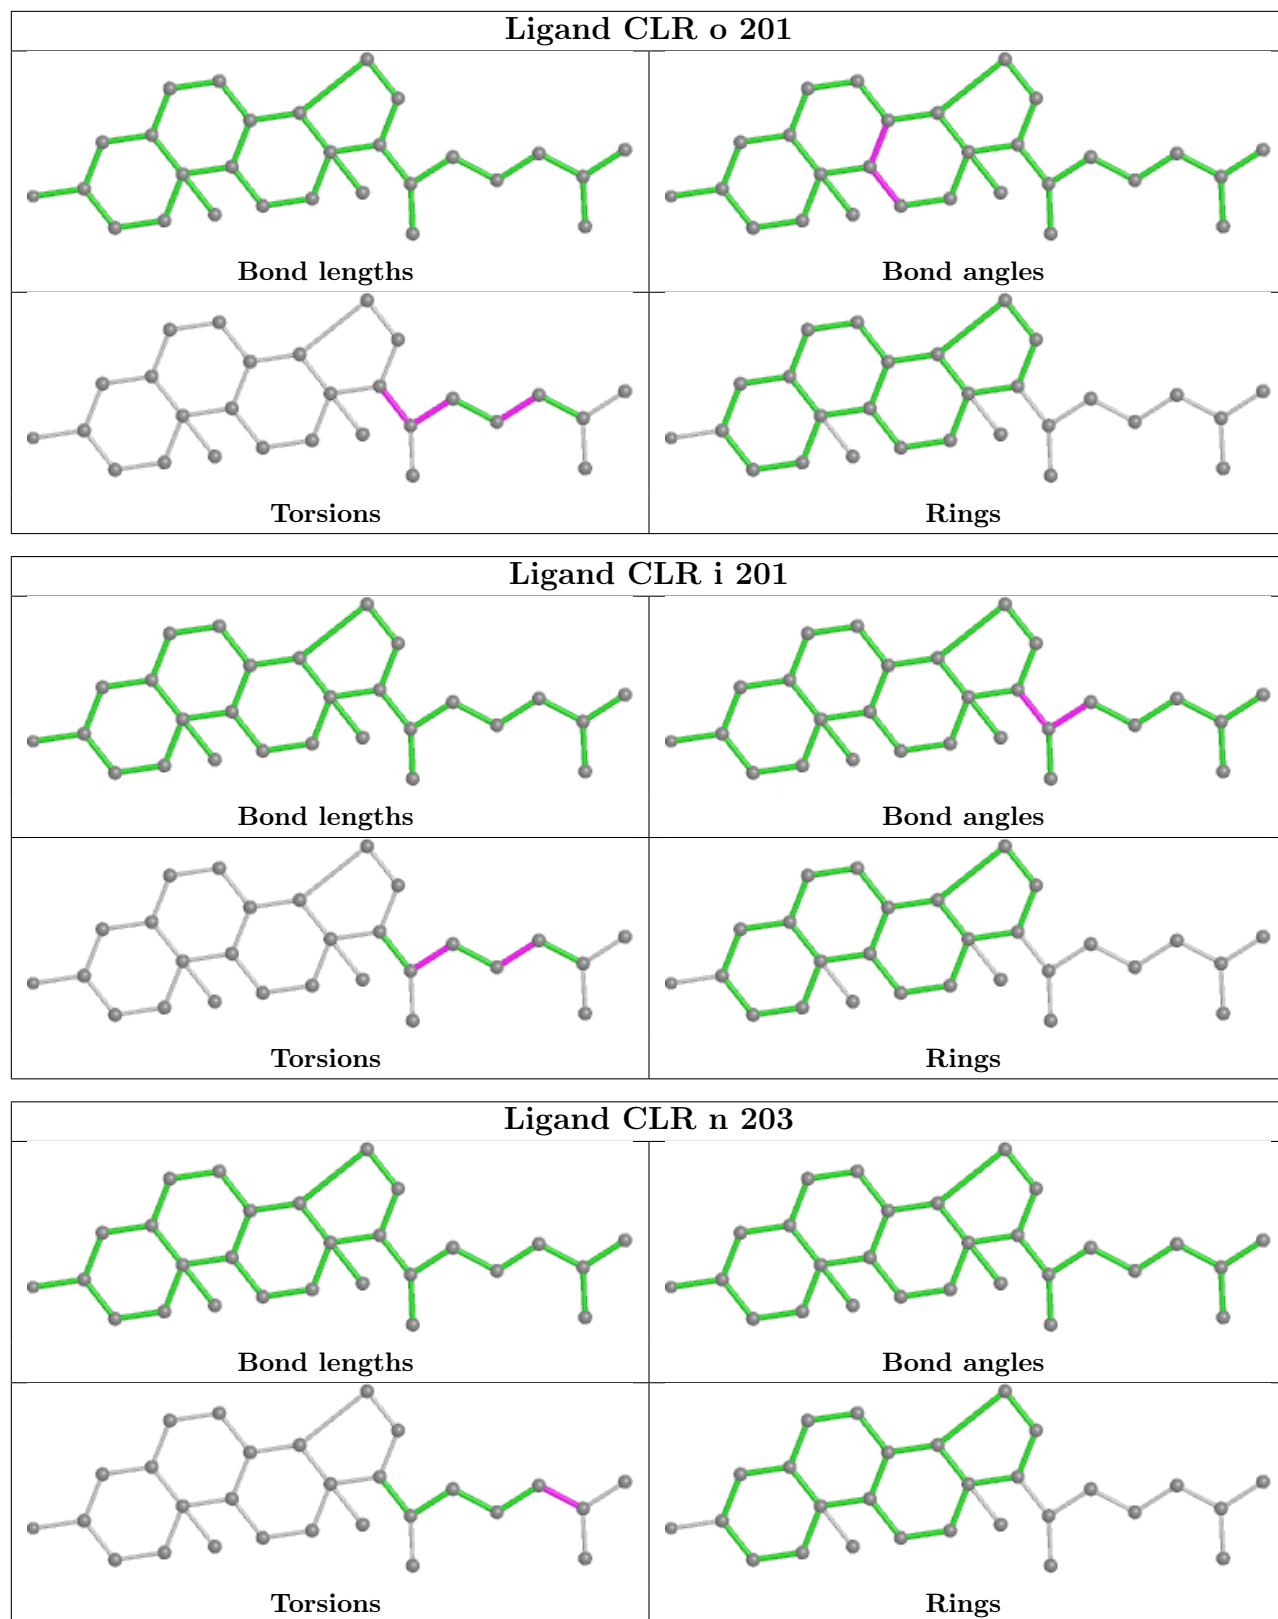 Ligand CLR o 201
Bond lengths
Bond angles
Torsions
Rings
Ligand CLR i 201
Bond lengths
Bond angles
Torsions
Rings
Ligand CLR n 203
Bond lengths
Bond angles
Torsions
Rings